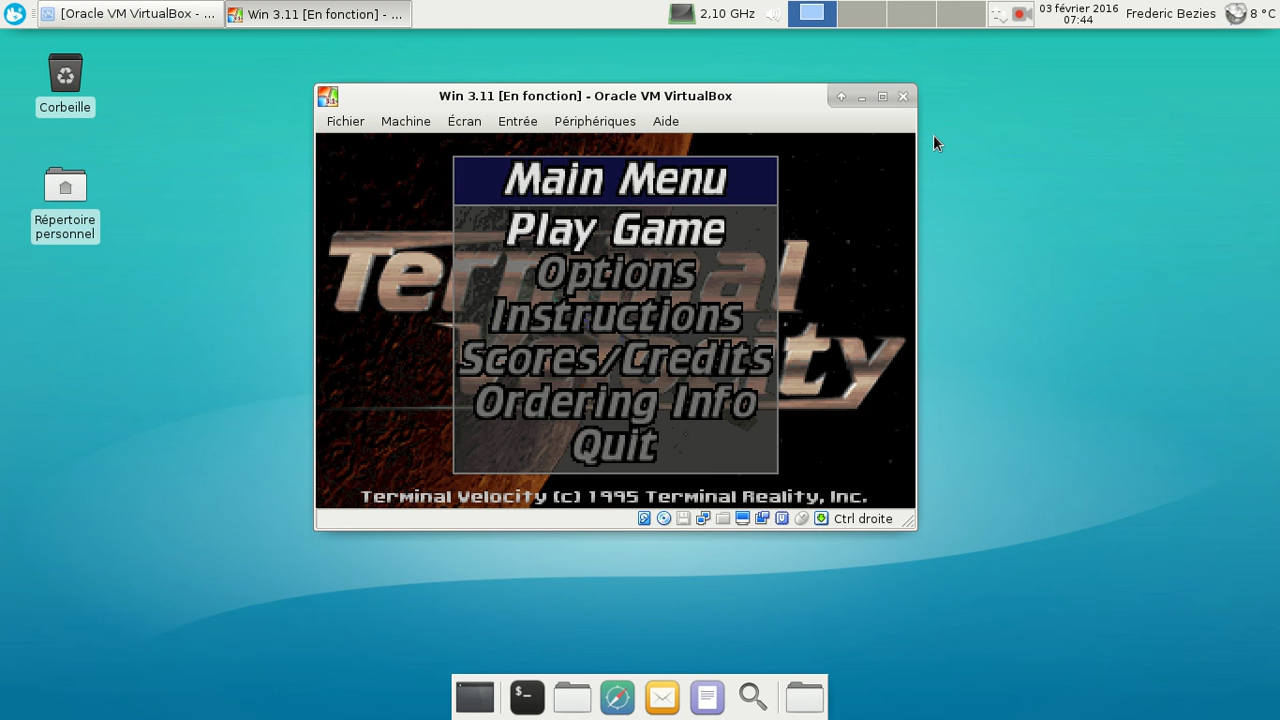 [Oracle VM VirtualBox - ...
Win 3.11 [En fonction] - ...
2,10 GHz
03 février 2016
07:44
Frederic Bezies
8 °C
Corbeille
Répertoire
personnel
Win 3.11 [En fonction] - Oracle VM VirtualBox
Fichier Machine Écran Entrée Périphériques Aide
Main Menu
Play Game
Options
Instructions
Scores/Credits
Ordering Info
Quit
Terminal
Velocity
Terminal Velocity (c) 1995 Terminal Reality, Inc.
Ctrl droite